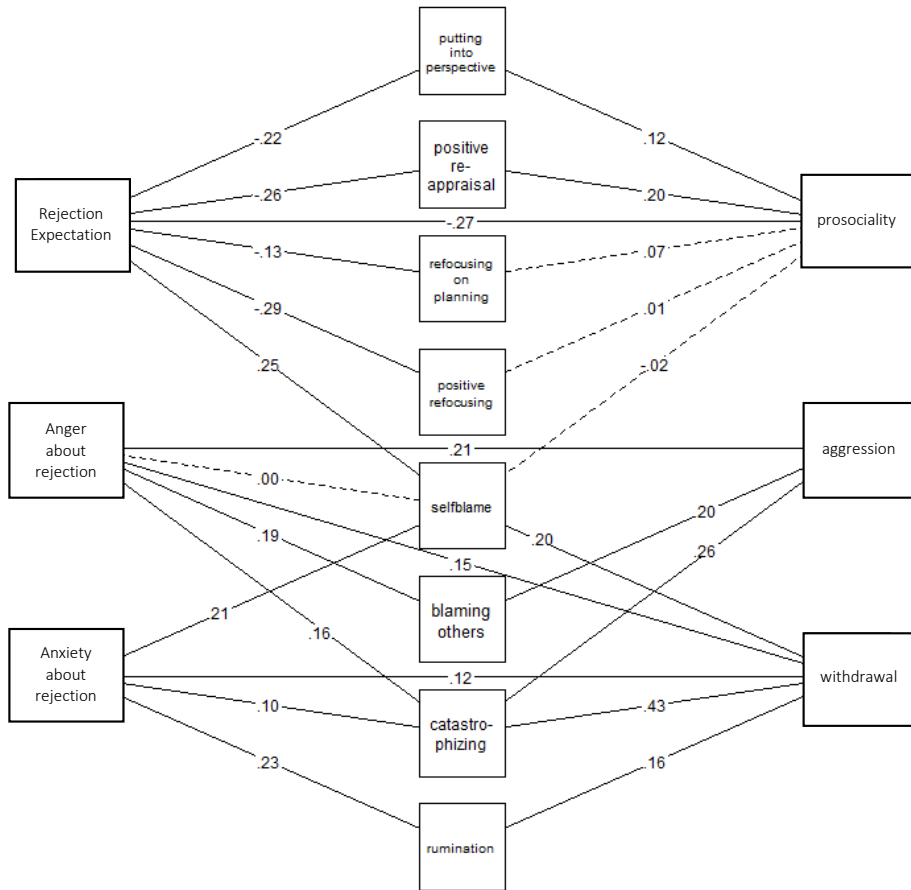 putting
into
perspective
-.22
.12
positive
re-
appraisal
-.26
.20
Rejection
Expectation
-.27
prosociality
-.13
refocusing
on
planning
.07
-.29
.01
.25
positive
refocusing
-.02
Anger
about
rejection
.21
aggression
.00
selfblame
.19
.20
.20
.26
.15
.21
blaming
others
.16
Anxiety
about
rejection
.12
withdrawal
.10
catastro-
phizing
.43
.23
.16
rumination